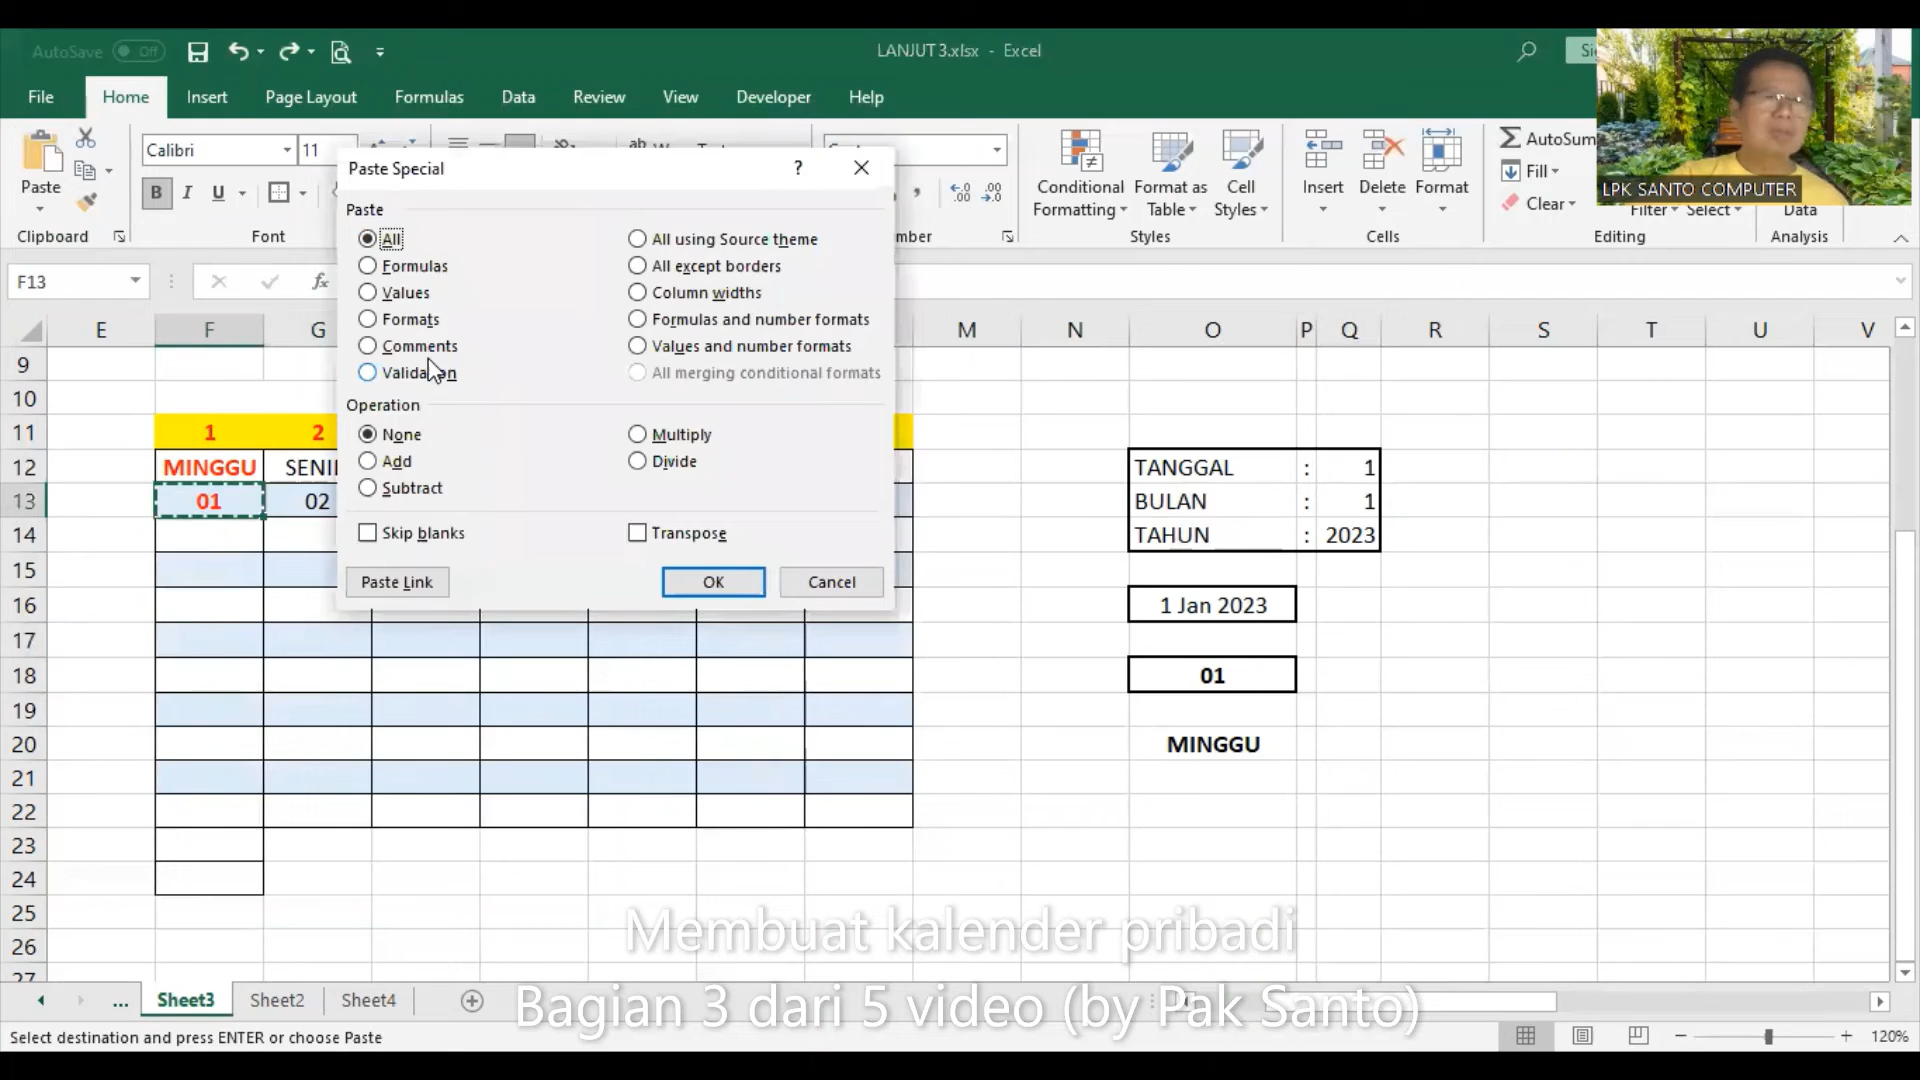 AutoSave Off
LANJUT 3.xlsx - Excel
File Home Insert Page Layout Formulas Data Review View Developer Help
Paste
Clipboard
Calibri 11
B I U
Font
Conditional Formatting
Format as Table
Cell Styles
Styles
Insert Delete Format
Cells
AutoSum
Fill
Clear
Filter Select
Editing
Data
Analysis
LPK SANTO COMPUTER
Paste Special ?
Paste
All
Formulas
Values
Formats
Comments
All using Source theme
All except borders
Column widths
Formulas and number formats
Values and number formats
All merging conditional formats
Operation
None
Add
Subtract
Multiply
Divide
Skip blanks
Transpose
Paste Link OK Cancel
F13 fx
E F G M N O P Q R S T U V
9
10
11 1 2
12 MINGGU TANGGAL : 1
13 01 02 BULAN : 1
14 TAHUN : 2023
15
16 1 Jan 2023
17
18 01
19
20 MINGGU
21
22
23
24
25
26
27
Membuat kalender pribadi
Bagian 3 dari 5 video (by Pak Santo)
... Sheet3 Sheet2 Sheet4
Select destination and press ENTER or choose Paste
120%